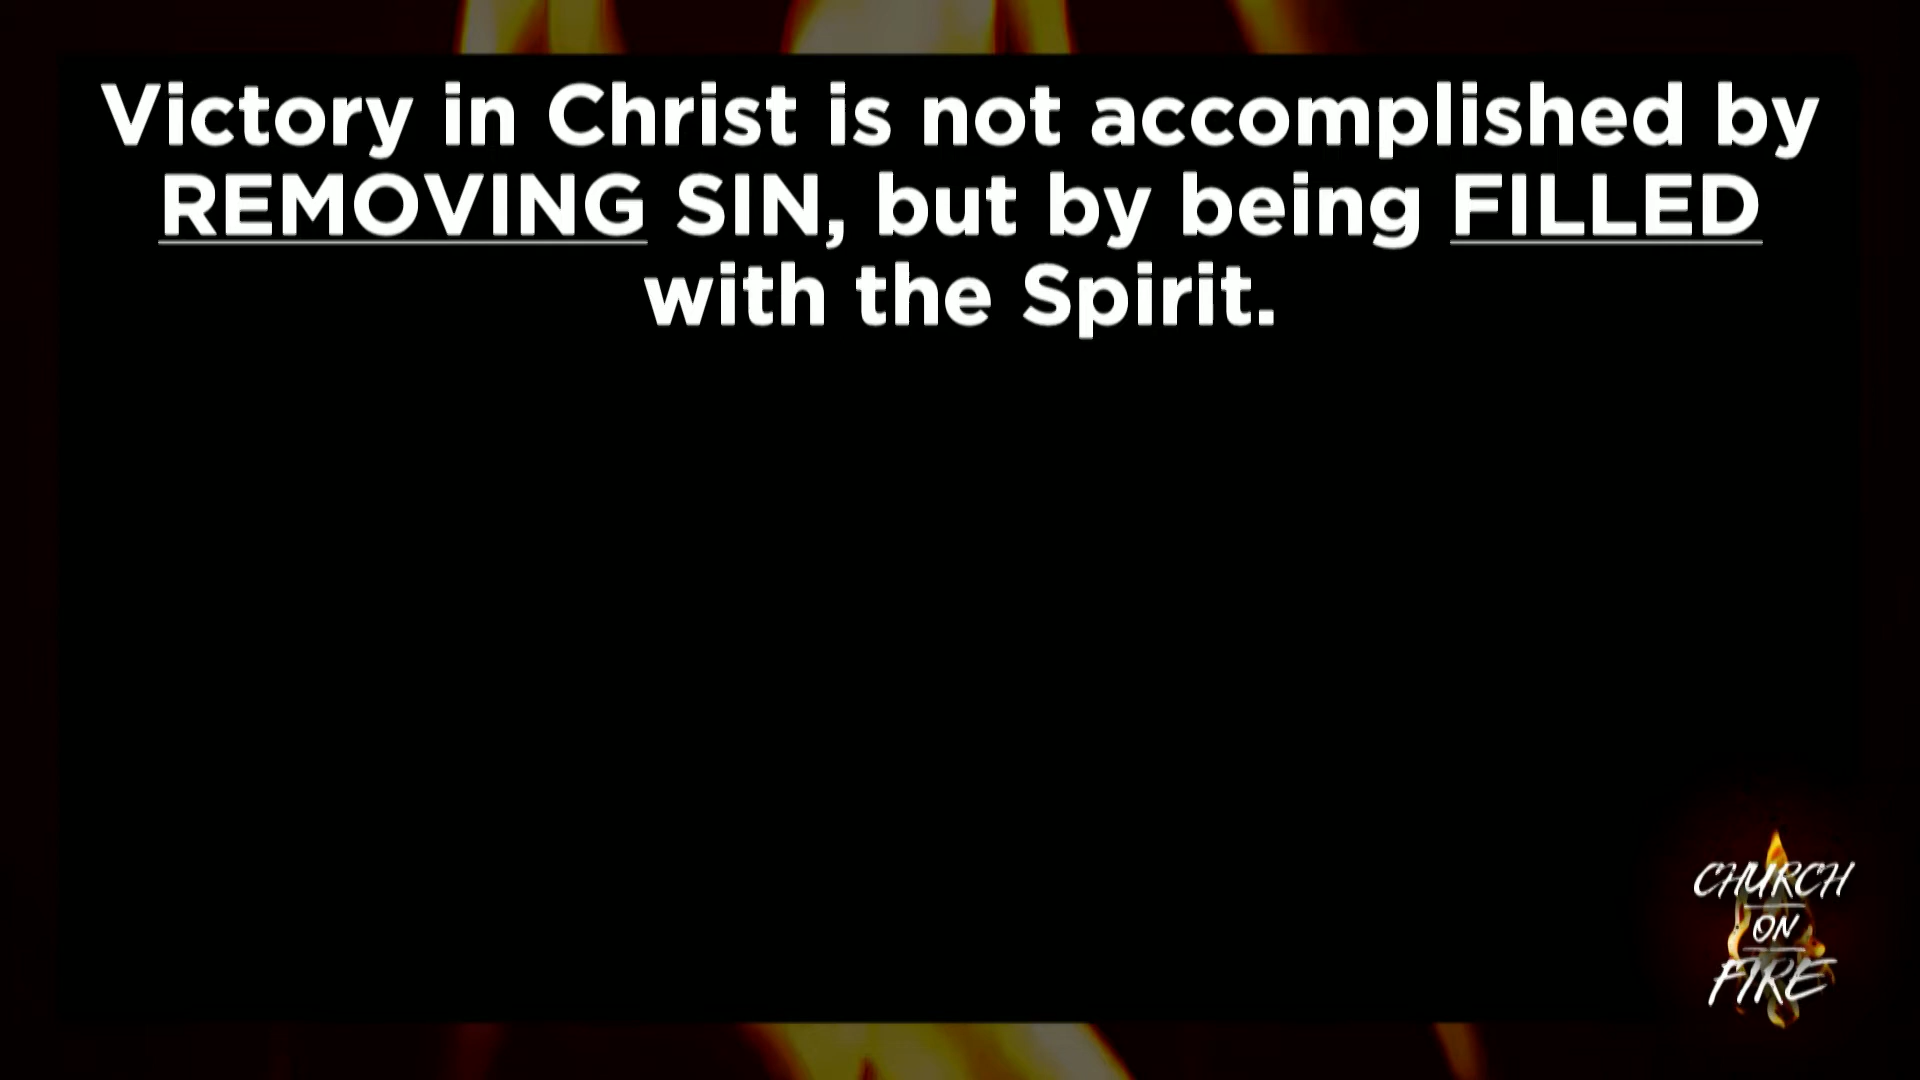 Victory in Christ is not accomplished by
REMOVING SIN, but by being FILLED
with the Spirit.
CHURCH
ON
FIRE